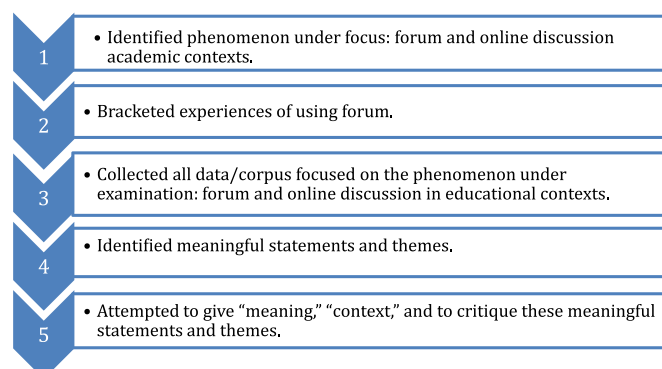 1
• Identified phenomenon under focus: forum and online discussion
academic contexts.
2
• Bracketed experiences of using forum.
3
• Collected all data/corpus focused on the phenomenon under
examination: forum and online discussion in educational contexts.
4
• Identified meaningful statements and themes.
5
• Attempted to give “meaning,” “context,” and to critique these meaningful
statements and themes.